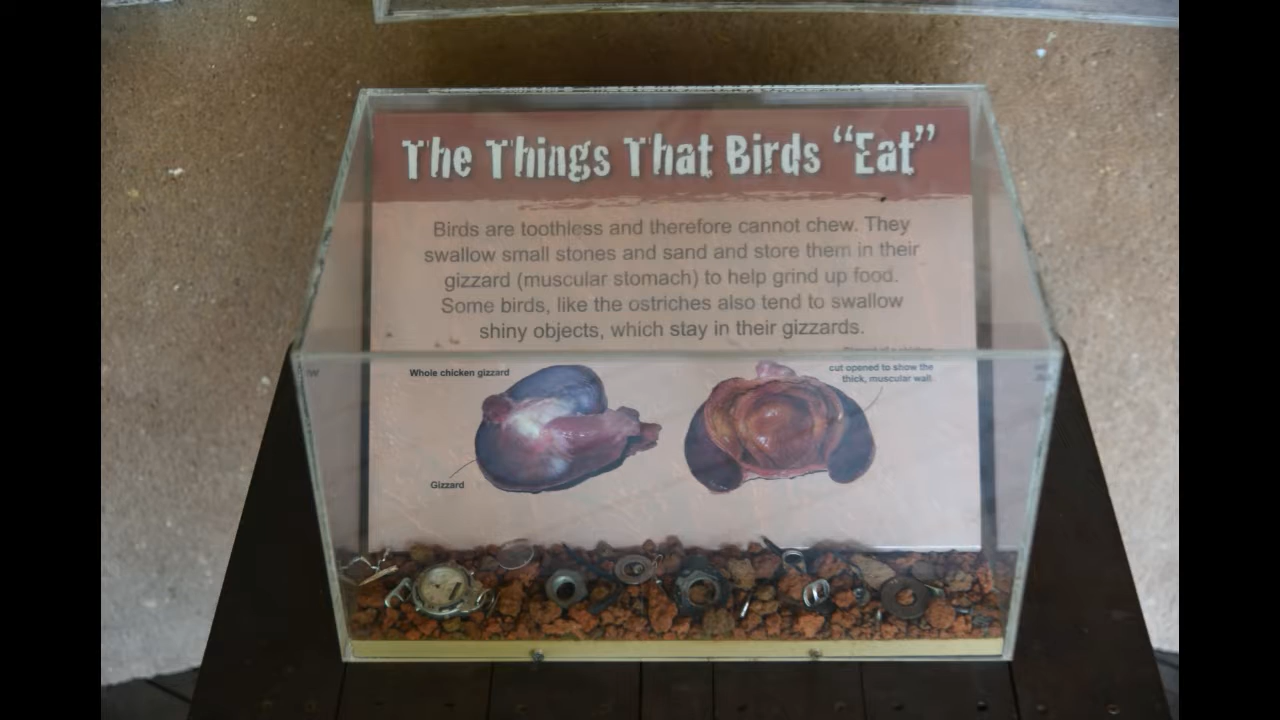 The Things That Birds “Eat”
Birds are toothless and therefore cannot chew. They
swallow small stones and sand and store them in their
gizzard (muscular stomach) to help grind up food.
Some birds, like the ostriches also tend to swallow
shiny objects, which stay in their gizzards.
Whole chicken gizzard
Gizzard
cut opened to show the
thick, muscular wall.